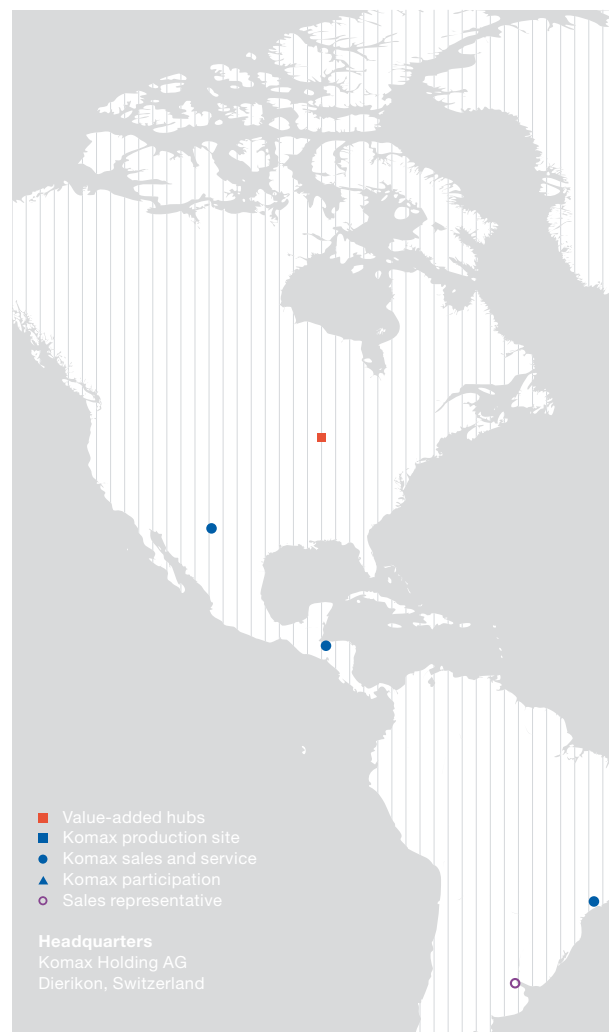 Value-added hubs
Komax production site
Komax sales and service
Komax participation
Sales representative
Headquarters
Komax Holding AG
Dierikon, Switzerland